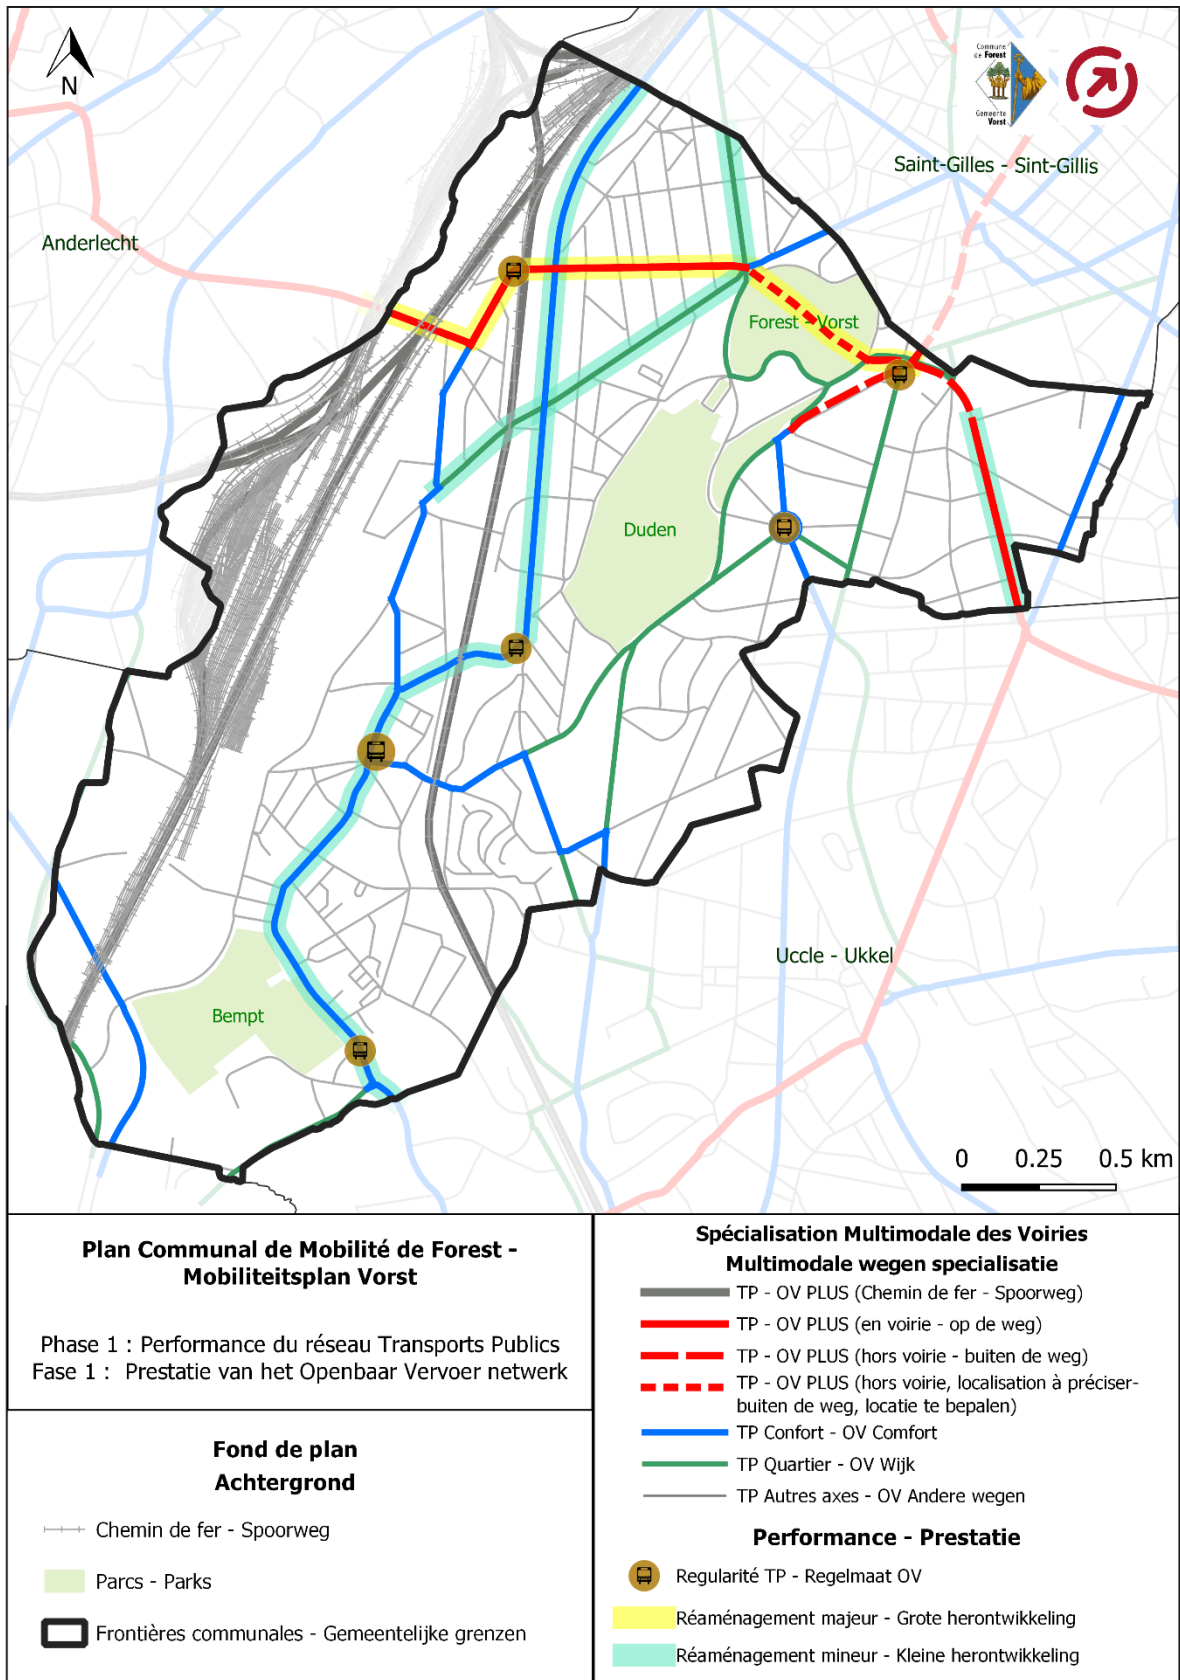 N
Commune
de Forest
Gemeente
Vorst
Saint-Gilles - Sint-Gillis
Anderlecht
Forest - Vorst
Duden
Uccle - Ukkel
Bempt
0 0.25 0.5 km
Plan Communal de Mobilité de Forest -
Mobiliteitsplan Vorst
Phase 1 : Performance du réseau Transports Publics
Fase 1 : Prestatie van het Openbaar Vervoer netwerk
Fond de plan
Achtergrond
Chemin de fer - Spoorweg
Parcs - Parks
Frontières communales - Gemeentelijke grenzen
Spécialisation Multimodale des Voiries
Multimodale wegen specialisatie
TP - OV PLUS (Chemin de fer - Spoorweg)
TP - OV PLUS (en voirie - op de weg)
TP - OV PLUS (hors voirie - buiten de weg)
TP - OV PLUS (hors voirie, localisation à préciser-
buiten de weg, locatie te bepalen)
TP Confort - OV Comfort
TP Quartier - OV Wijk
TP Autres axes - OV Andere wegen
Performance - Prestatie
Regularité TP - Regelmaat OV
Réaménagement majeur - Grote herontwikkeling
Réaménagement mineur - Kleine herontwikkeling